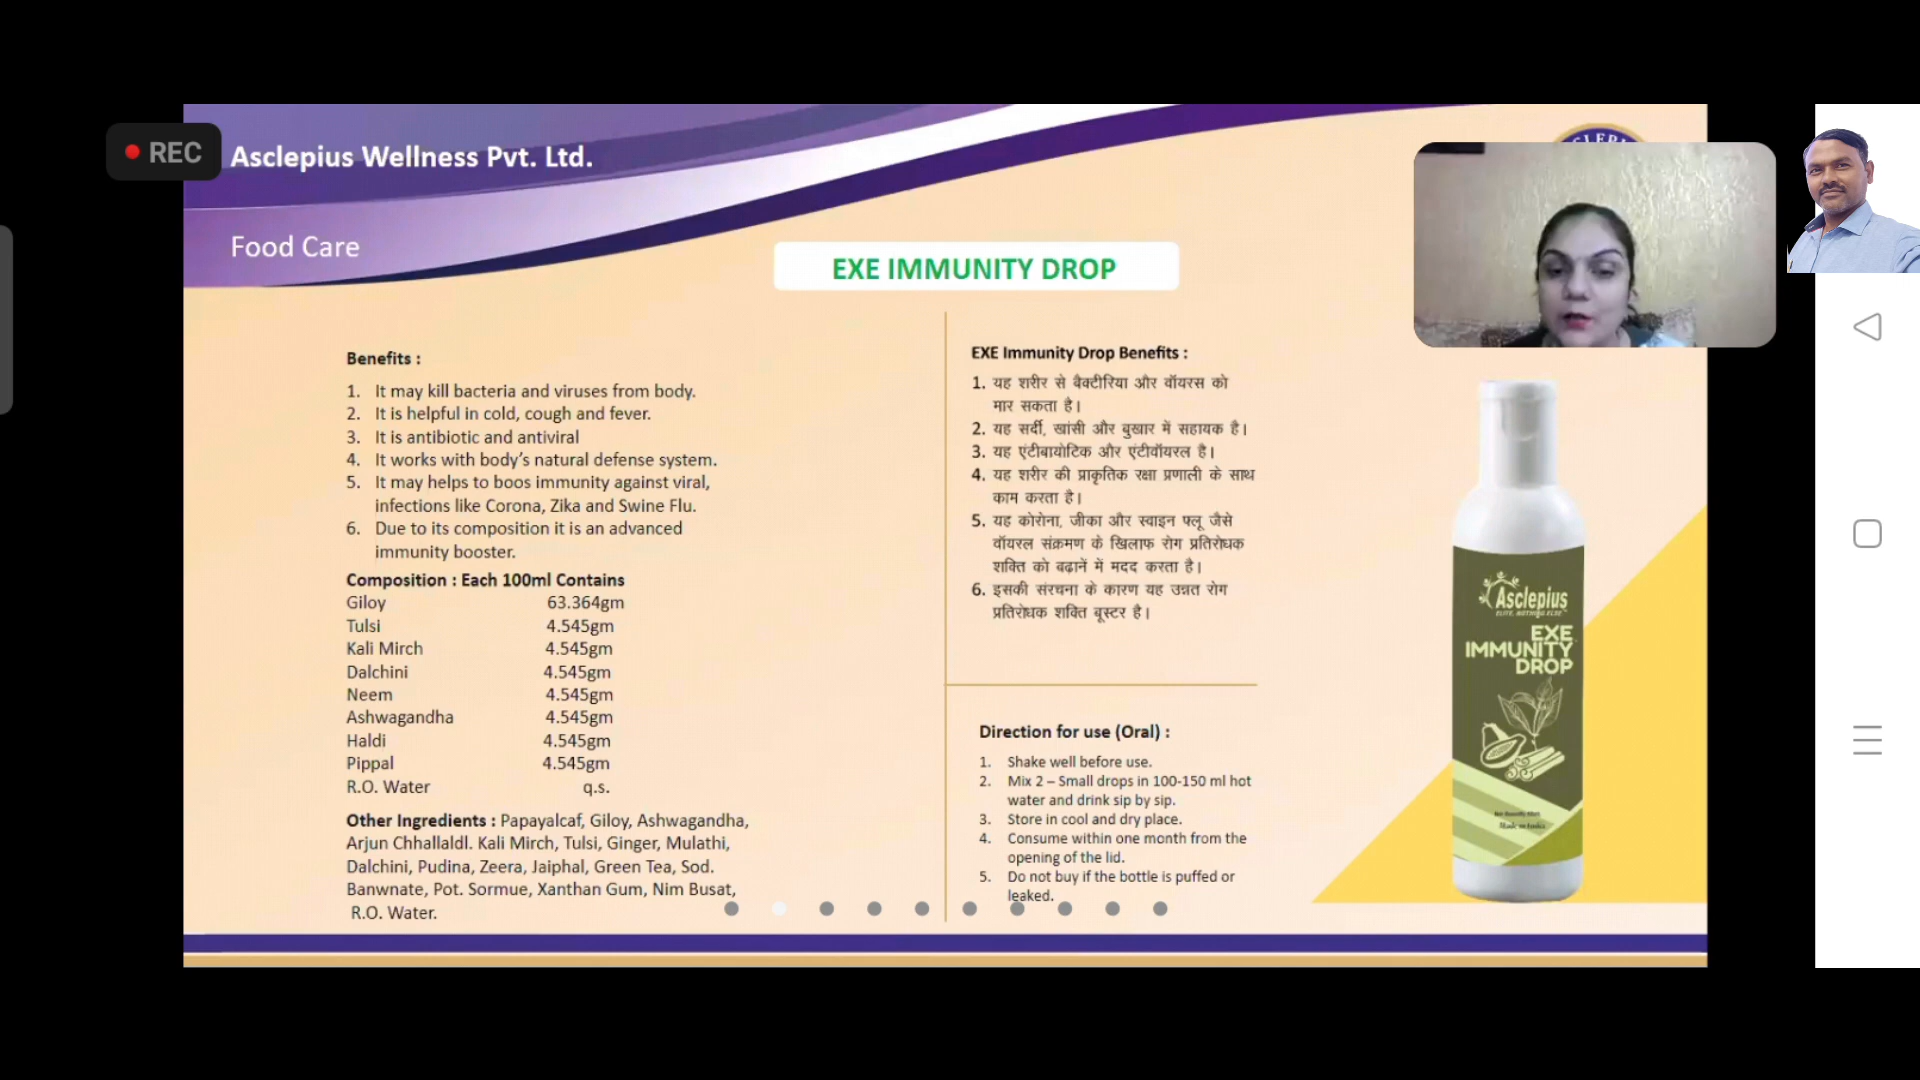 REC
Asclepius Wellness Pvt. Ltd.
Food Care
EXE IMMUNITY DROP
Benefits :
1. It may kill bacteria and viruses from body.
2. It is helpful in cold, cough and fever.
3. It is antibiotic and antiviral
4. It works with body's natural defense system.
5. It may helps to boos immunity against viral,
infections like Corona, Zika and Swine Flu.
6. Due to its composition it is an advanced
immunity booster.
Composition : Each 100ml Contains
Giloy 63.364gm
Tulsi 4.545gm
Kali Mirch 4.545gm
Dalchini 4.545gm
Neem 4.545gm
Ashwagandha 4.545gm
Haldi 4.545gm
Pippal 4.545gm
R.O. Water q.s.
Other Ingredients : Papayalcaf, Giloy, Ashwagandha,
Arjun Chhallaldl. Kali Mirch, Tulsi, Ginger, Mulathi,
Dalchini, Pudina, Zeera, Jaiphal, Green Tea, Sod.
Banwnate, Pot. Sormue, Xanthan Gum, Nim Busat,
R.O. Water.
EXE Immunity Drop Benefits :
1. यह शरीर से बैक्टीरिया और वॉयरस को
मार सकता है।
2. यह सर्दी, खांसी और बुखार में सहायक है।
3. यह एंटीबायोटिक और एंटीवॉयरल है।
4. यह शरीर की प्राकृतिक रक्षा प्रणाली के साथ
काम करता है।
5. यह कोरोना, जीका और स्वाइन फ्लू जैसे
वॉयरल संक्रमण के खिलाफ रोग प्रतिरोधक
शक्ति को बढ़ानें में मदद करता है।
6. इसकी संरचना के कारण यह उन्नत रोग
प्रतिरोधक शक्ति बूस्टर है।
Direction for use (Oral) :
1. Shake well before use.
2. Mix 2 – Small drops in 100-150 ml hot
water and drink sip by sip.
3. Store in cool and dry place.
4. Consume within one month from the
opening of the lid.
5. Do not buy if the bottle is puffed or
leaked.
Asclepius
ELITE, NOTHING ELSE
EXE
IMMUNITY
DROP
Made in India